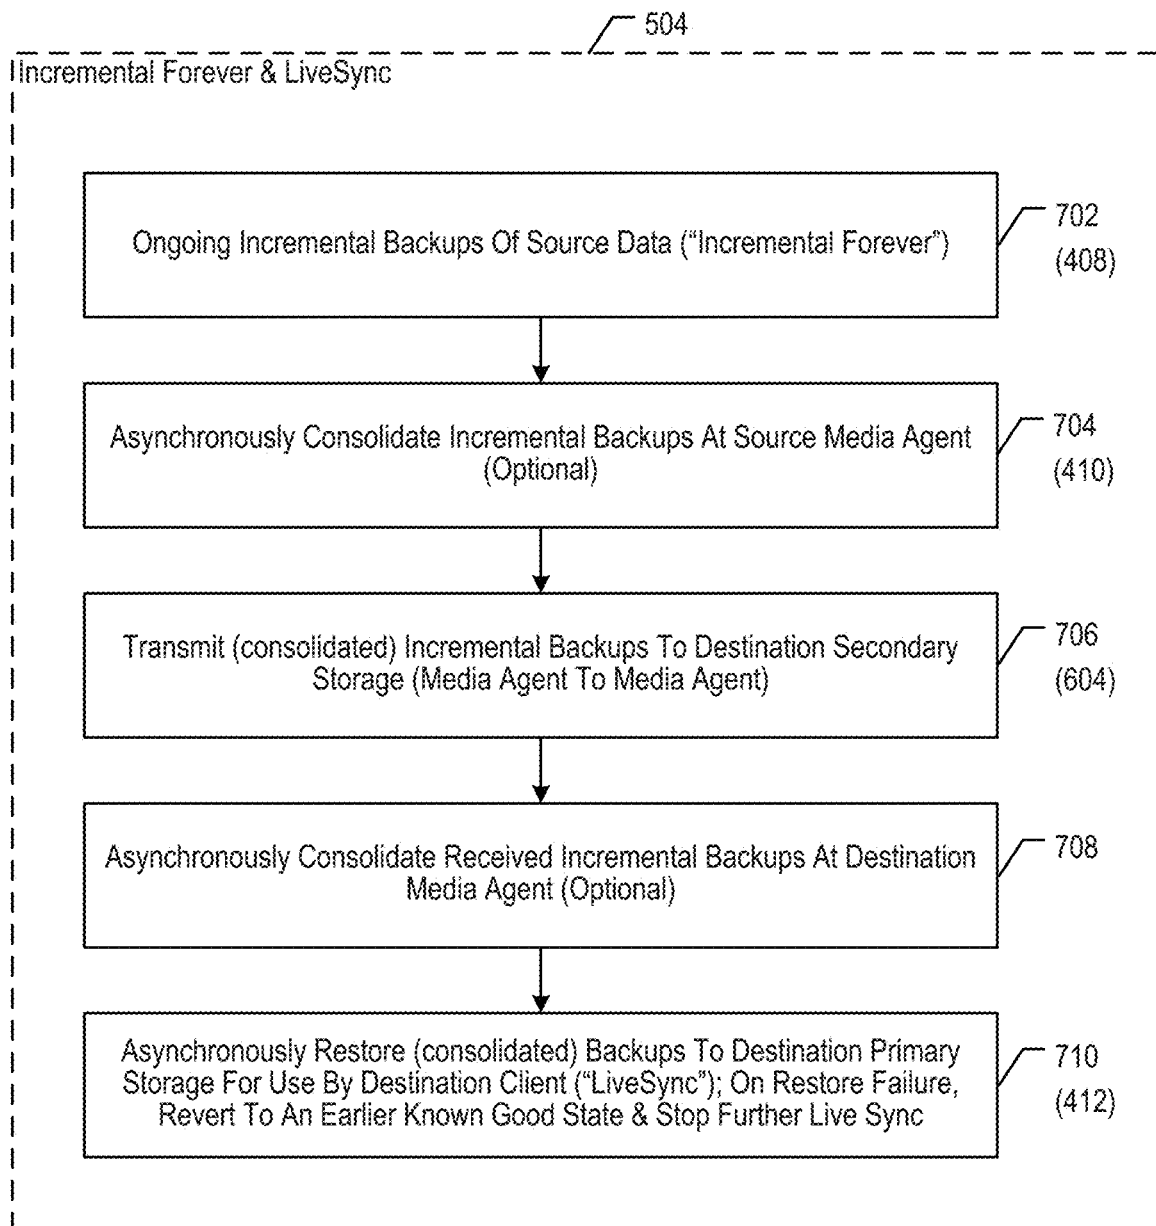 504
Incremental Forever & LiveSync
Ongoing Incremental Backups Of Source Data (“Incremental Forever”)
702
(408)
Asynchronously Consolidate Incremental Backups At Source Media Agent
(Optional)
704
(410)
Transmit (consolidated) Incremental Backups To Destination Secondary
Storage (Media Agent To Media Agent)
706
(604)
Asynchronously Consolidate Received Incremental Backups At Destination
Media Agent (Optional)
708
Asynchronously Restore (consolidated) Backups To Destination Primary
Storage For Use By Destination Client (“LiveSync”); On Restore Failure,
Revert To An Earlier Known Good State & Stop Further Live Sync
710
(412)